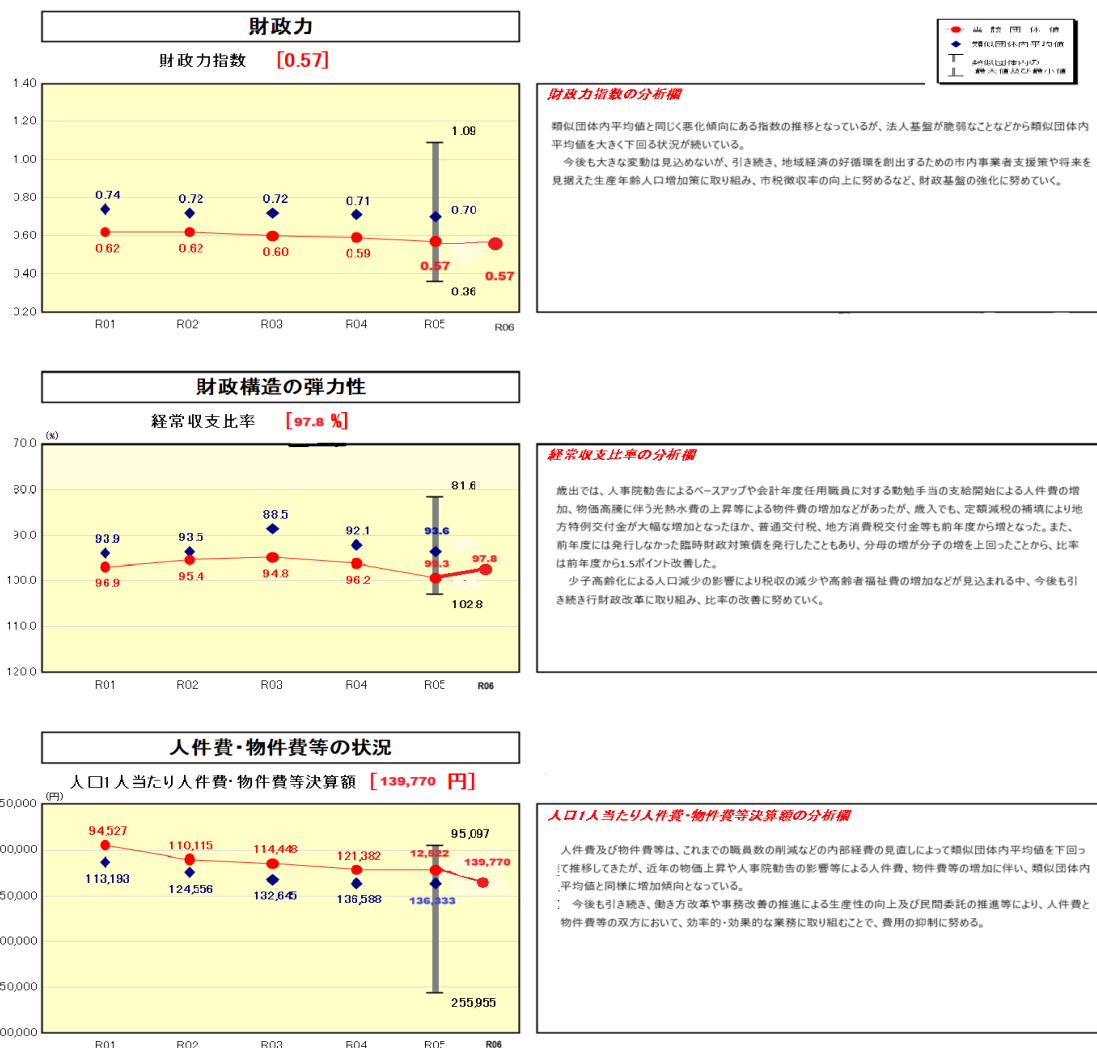 財政力
財政力指数 [0.57]
当該団体値
類似団体内平均値
類似団体内の
最大値及び最小値
1.40
1.20
1.00
0.80
0.60
0.40
0.20
0.74
0.72
0.72
0.71
0.70
1.09
0.62
0.62
0.60
0.59
0.57
0.57
0.36
R01 R02 R03 R04 R05 R06
財政力指数の分析欄
類似団体内平均値と同じく悪化傾向にある指数の推移となっているが、法人基盤が脆弱なことなどから類似団体内
平均値を大きく下回る状況が続いている。
今後も大きな変動は見込めないが、引き続き、地域経済の好循環を創出するための市内事業者支援策や将来を
見据えた生産年齢人口増加策に取り組み、市税徴収率の向上に努めるなど、財政基盤の強化に努めていく。
財政構造の弾力性
経常収支比率 [97.8 %]
(%)
70.0
80.0
90.0
100.0
110.0
120.0
93.9
93.5
88.5
92.1
93.6
81.6
96.9
95.4
94.8
96.2
99.3
97.8
102.8
R01 R02 R03 R04 R05 R06
経常収支比率の分析欄
歳出では、人事院勧告によるベースアップや会計年度任用職員に対する勤勉手当の支給開始による人件費の増
加、物価高騰に伴う光熱水費の上昇等による物件費の増加などがあったが、歳入でも、定額減税の補填により地
方特例交付金が大幅な増加となったほか、普通交付税、地方消費税交付金等も前年度から増となった。また、
前年度には発行しなかった臨時財政対策債を発行したこともあり、分母の増が分子の増を上回ったことから、比率
は前年度から1.5ポイント改善した。
少子高齢化による人口減少の影響により税収の減少や高齢者福祉費の増加などが見込まれる中、今後も引
き続き行財政改革に取り組み、比率の改善に努めていく。
人件費・物件費等の状況
人口1人当たり人件費・物件費等決算額 [139,770 円]
(円)
50,000
00,000
50,000
00,000
50,000
00,000
94,527
110,115
114,448
121,382
139,770
95,097
113,193
124,556
132,645
136,588
136,333
255,955
R01 R02 R03 R04 R05 R06
人口1人当たり人件費・物件費等決算額の分析欄
人件費及び物件費等は、これまでの職員数の削減などの内部経費の見直しによって類似団体内平均値を下回っ
て推移してきたが、近年の物価上昇や人事院勧告の影響等による人件費、物件費等の増加に伴い、類似団体内
平均値と同様に増加傾向となっている。
今後も引き続き、働き方改革や事務改善の推進による生産性の向上及び民間委託の推進等により、人件費と
物件費等の双方において、効率的・効果的な業務に取り組むことで、費用の抑制に努める。